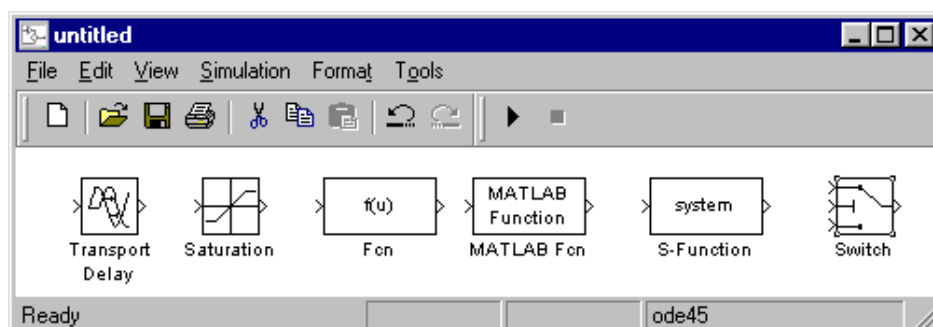 untitled
File Edit View Simulation Format Tools
f(u)
MATLAB
Function
system
Transport
Delay
Saturation
Fcn
MATLAB Fcn
S-Function
Switch
Ready
ode45